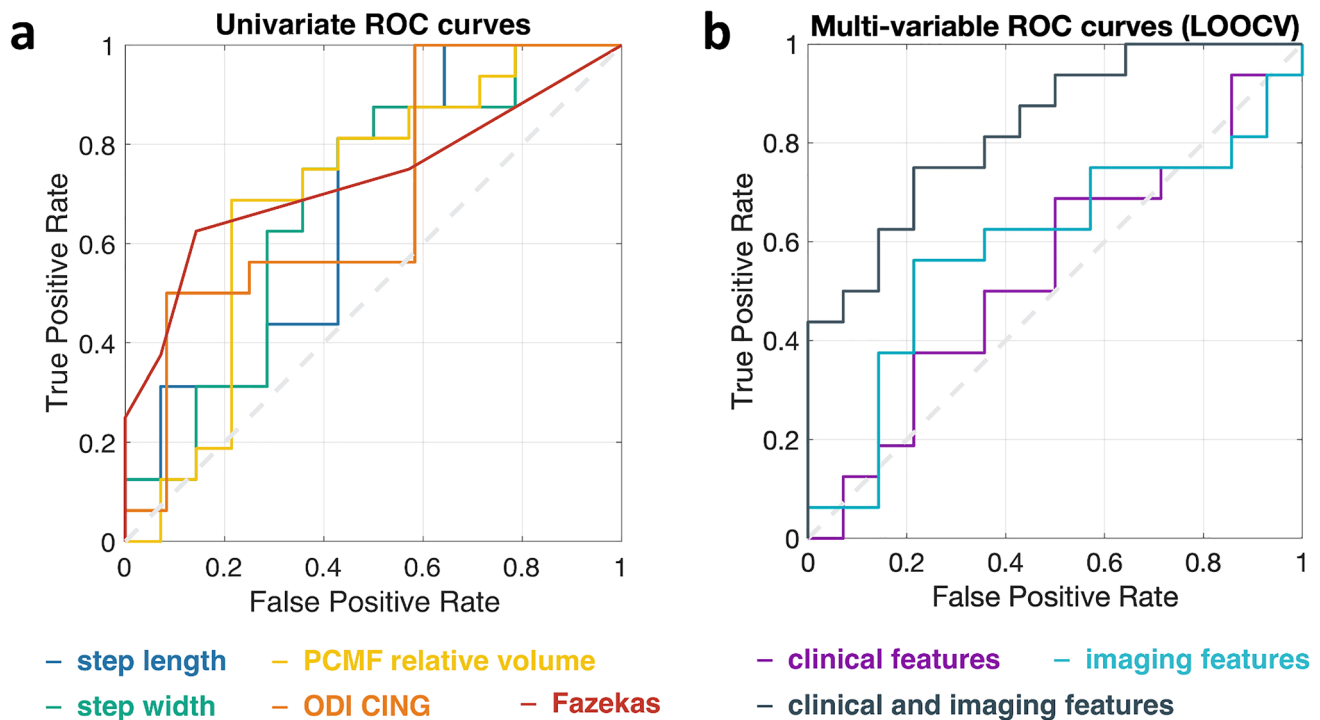 a
Univariate ROC curves
1
0.8
0.6
0.4
0.2
0
True Positive Rate
0 0.2 0.4 0.6 0.8 1
False Positive Rate
– step length – PCMF relative volume
– step width – ODI CING – Fazekas
b
Multi-variable ROC curves (LOOCV)
1
0.8
0.6
0.4
0.2
0
True Positive Rate
0 0.2 0.4 0.6 0.8 1
False Positive Rate
– clinical features – imaging features
– clinical and imaging features